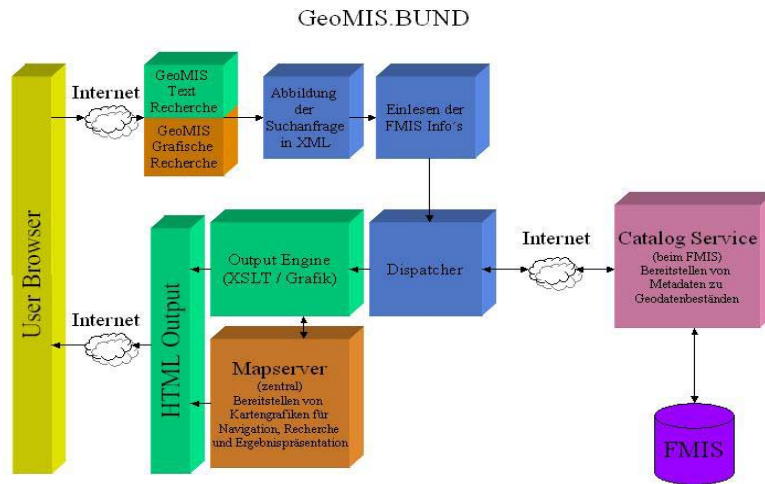 GeoMIS.BUND
User Browser
Internet
GeoMIS
Text
Recherche
GeoMIS
Grafische
Recherche
Abbildung
der
Suchanfrage
in XML
Einlesen der
FMIS Info´s
Internet
HTML Output
Output Engine
(XSLT / Grafik)
Dispatcher
Internet
Catalog Service
(beim FMIS)
Bereitstellen von
Metadaten zu
Geodatenbeständen
Mapserver
(zentral)
Bereitstellen von
Kartengrafiken für
Navigation, Recherche
und Ergebnispräsentation
FMIS